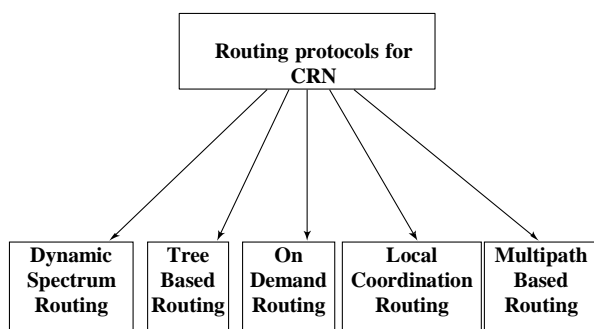 Routing protocols for
CRN
Dynamic
Spectrum
Routing
Tree
Based
Routing
On
Demand
Routing
Local
Coordination
Routing
Multipath
Based
Routing